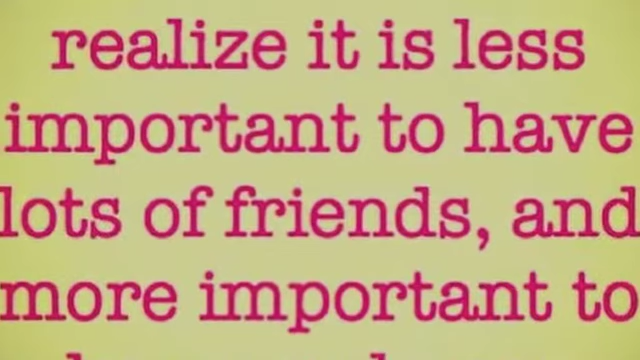 realize it is less
important to have
lots of friends, and
more important to